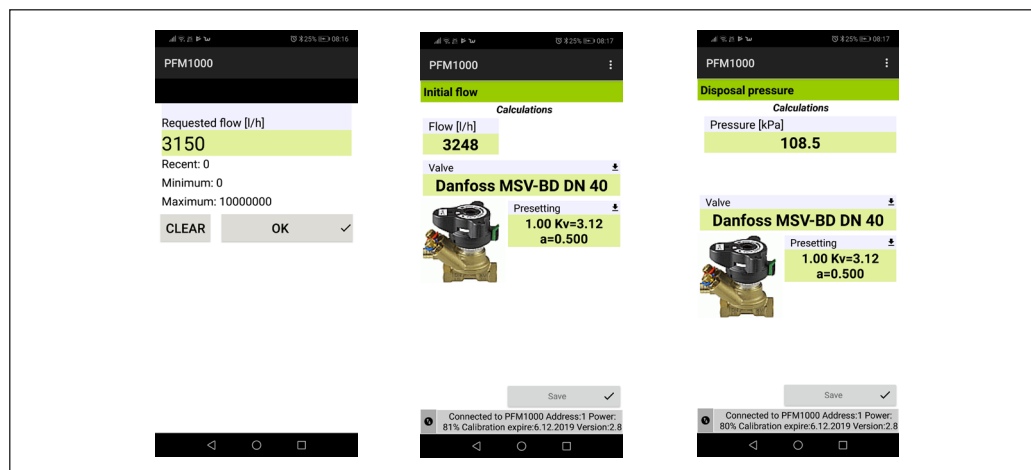 25% 08:16
PFM1000
Requested flow [l/h]
3150
Recent: 0
Minimum: 0
Maximum: 10000000
CLEAR OK
25% 08:17
PFM1000
Initial flow
Calculations
Flow [l/h]
3248
Valve
Danfoss MSV-BD DN 40
Presetting
1.00 Kv=3.12
a=0.500
Save
Connected to PFM1000 Address:1 Power:
81% Calibration expire:6.12.2019 Version:2.8
25% 08:17
PFM1000
Disposal pressure
Calculations
Pressure [kPa]
108.5
Valve
Danfoss MSV-BD DN 40
Presetting
1.00 Kv=3.12
a=0.500
Save
Connected to PFM1000 Address:1 Power:
80% Calibration expire:6.12.2019 Version:2.8